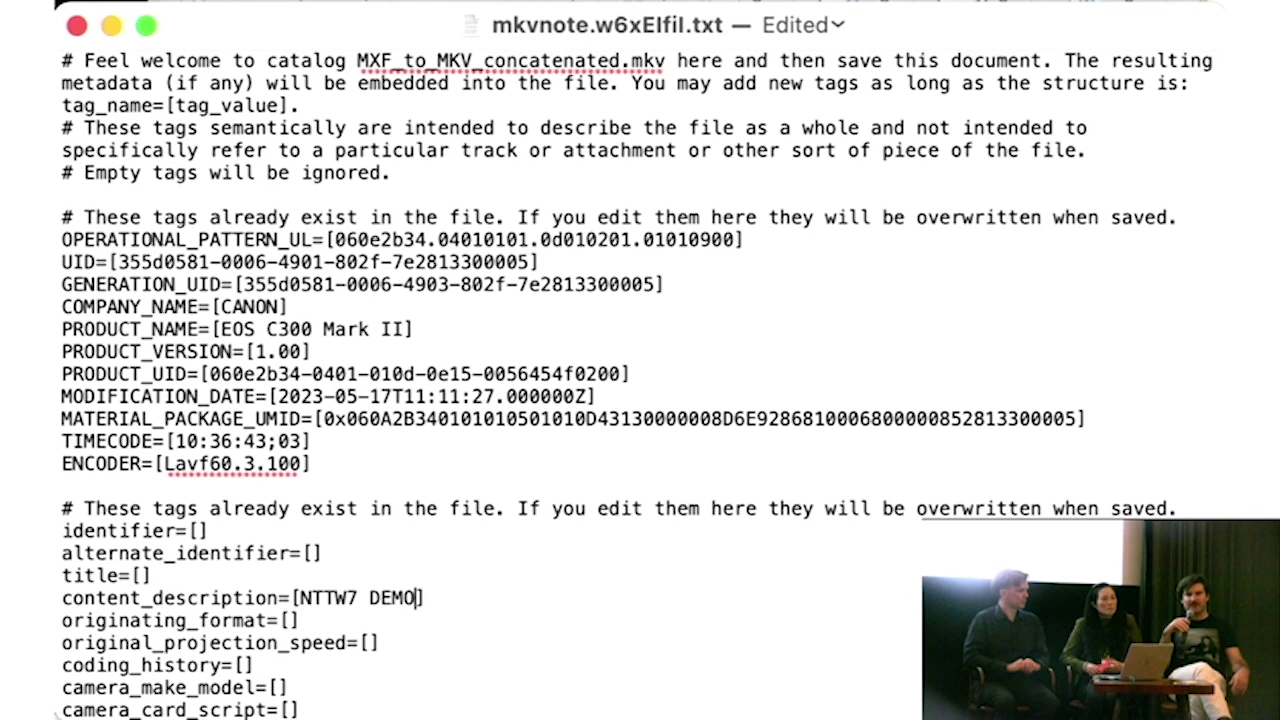 mkvnote.w6xElfil.txt — Edited
# Feel welcome to catalog MXF_to_MKV_concatenated.mkv here and then save this document. The resulting
metadata (if any) will be embedded into the file. You may add new tags as long as the structure is:
tag_name=[tag_value].
# These tags semantically are intended to describe the file as a whole and not intended to
specifically refer to a particular track or attachment or other sort of piece of the file.
# Empty tags will be ignored.
# These tags already exist in the file. If you edit them here they will be overwritten when saved.
OPERATIONAL_PATTERN_UL=[060e2b34.04010101.0d010201.01010900]
UID=[355d0581-0006-4901-802f-7e2813300005]
GENERATION_UID=[355d0581-0006-4903-802f-7e2813300005]
COMPANY_NAME=[CANON]
PRODUCT_NAME=[EOS C300 Mark II]
PRODUCT_VERSION=[1.00]
PRODUCT_UID=[060e2b34-0401-010d-0e15-0056454f0200]
MODIFICATION_DATE=[2023-05-17T11:11:27.000000Z]
MATERIAL_PACKAGE_UMID=[0x060A2B340101010501010D43130000008D6E9286810006800000852813300005]
TIMECODE=[10:36:43;03]
ENCODER=[Lavf60.3.100]
# These tags already exist in the file. If you edit them here they will be overwritten when saved.
identifier=[]
alternate_identifier=[]
title=[]
content_description=[NTTW7 DEMO]
originating_format=[]
original_projection_speed=[]
coding_history=[]
camera_make_model=[]
camera_card_script=[]